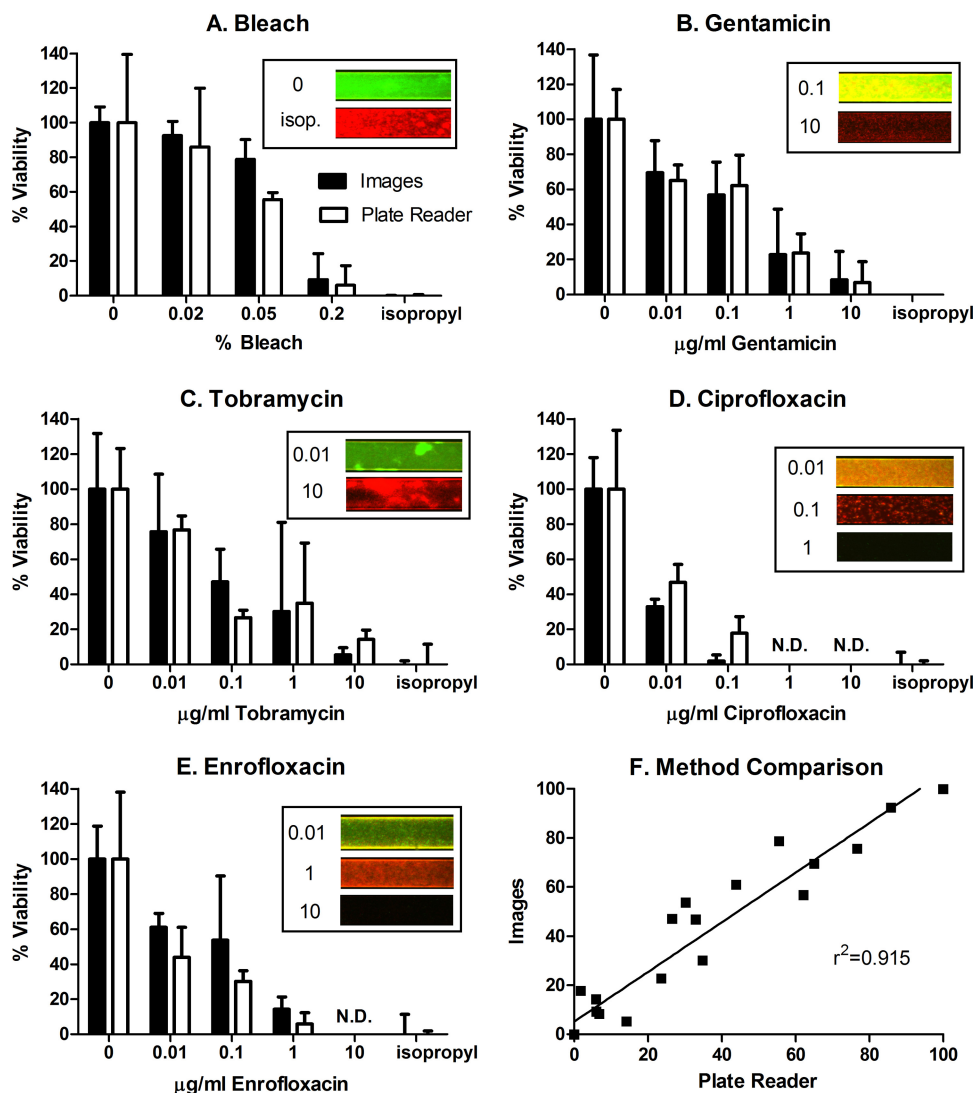 A. Bleach
140
120
100
80
60
40
20
0
% Viability
0
isop.
Images
Plate Reader
0 0.02 0.05 0.2 isopropyl
% Bleach
B. Gentamicin
140
120
100
80
60
40
20
0
% Viability
0.1
10
0 0.01 0.1 1 10 isopropyl
μg/ml Gentamicin
C. Tobramycin
140
120
100
80
60
40
20
0
% Viability
0.01
10
0 0.01 0.1 1 10 isopropyl
μg/ml Tobramycin
D. Ciprofloxacin
140
120
100
80
60
40
20
0
% Viability
0.01
0.1
1
N.D. N.D.
0 0.01 0.1 1 10 isopropyl
μg/ml Ciprofloxacin
E. Enrofloxacin
140
120
100
80
60
40
20
0
% Viability
0.01
1
10
N.D.
0 0.01 0.1 1 10 isopropyl
μg/ml Enrofloxacin
F. Method Comparison
100
80
60
40
20
0
Images
r²=0.915
0 20 40 60 80 100
Plate Reader